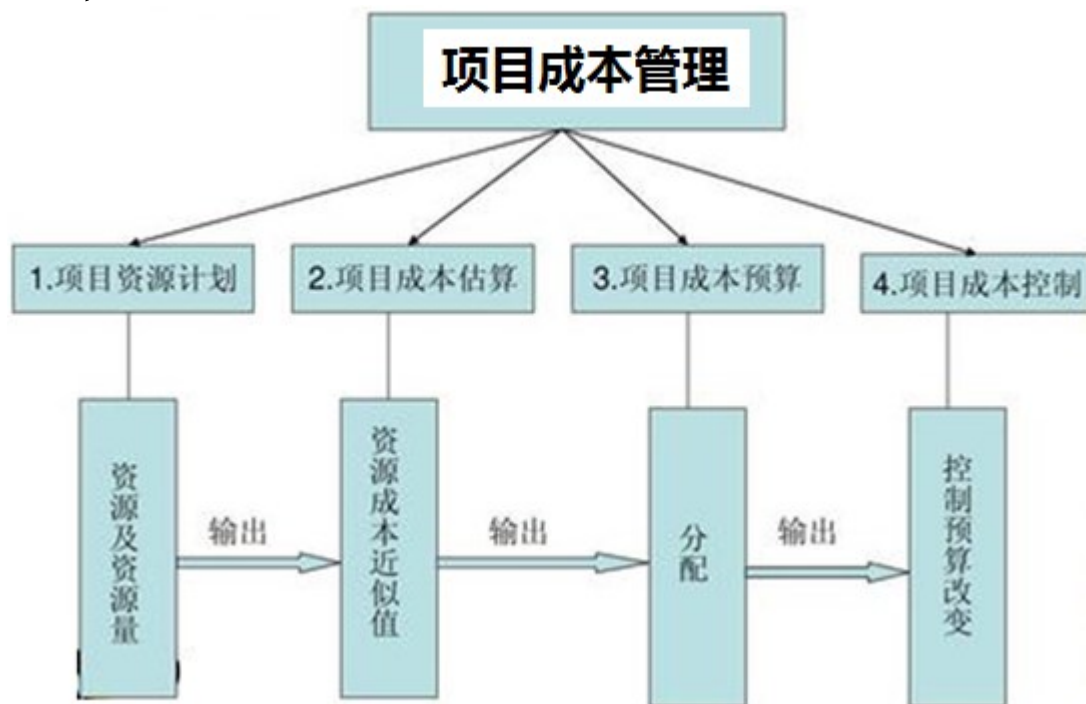 项目成本管理
1.项目资源计划
2.项目成本估算
3.项目成本预算
4.项目成本控制
资源及资源量
输出
资源成本近似值
输出
分配
输出
控制预算改变